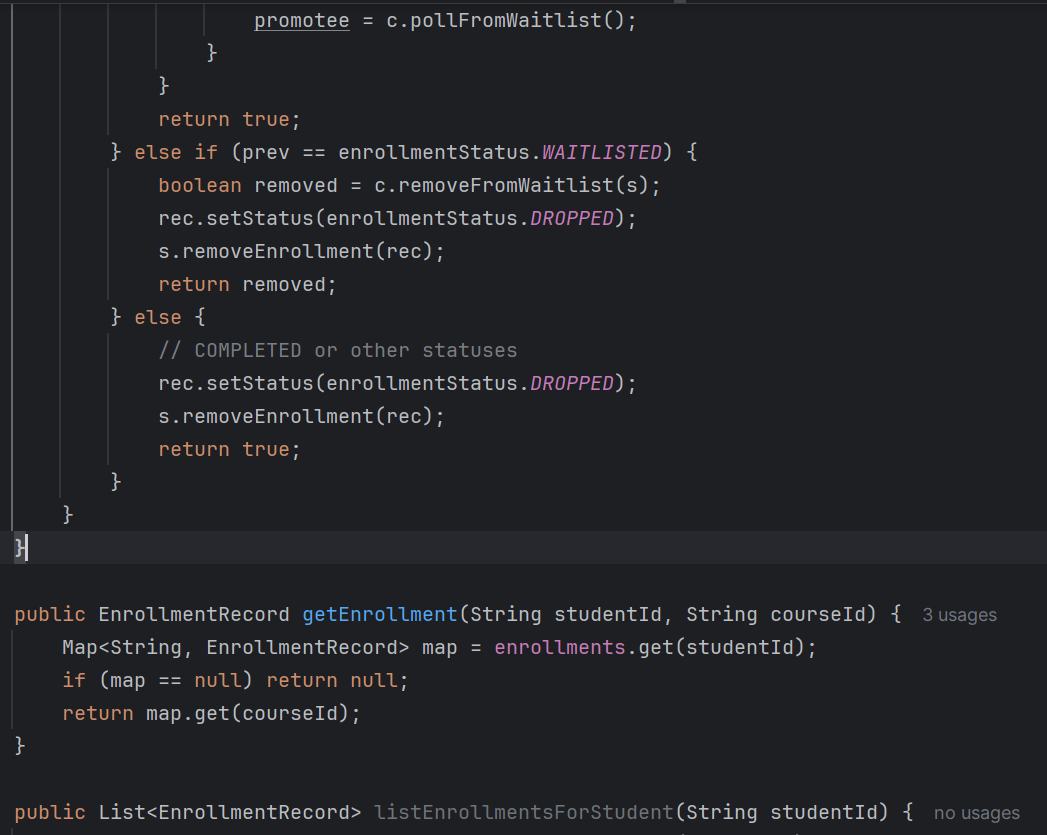 promotee = c.pollFromWaitlist();
}
}
return true;
} else if (prev == enrollmentStatus.WAITLISTED) {
boolean removed = c.removeFromWaitlist(s);
rec.setStatus(enrollmentStatus.DROPPED);
s.removeEnrollment(rec);
return removed;
} else {
// COMPLETED or other statuses
rec.setStatus(enrollmentStatus.DROPPED);
s.removeEnrollment(rec);
return true;
}
}
}
public EnrollmentRecord getEnrollment(String studentId, String courseId) { 3 usages
Map<String, EnrollmentRecord> map = enrollments.get(studentId);
if (map == null) return null;
return map.get(courseId);
}
public List<EnrollmentRecord> listEnrollmentsForStudent(String studentId) { no usages